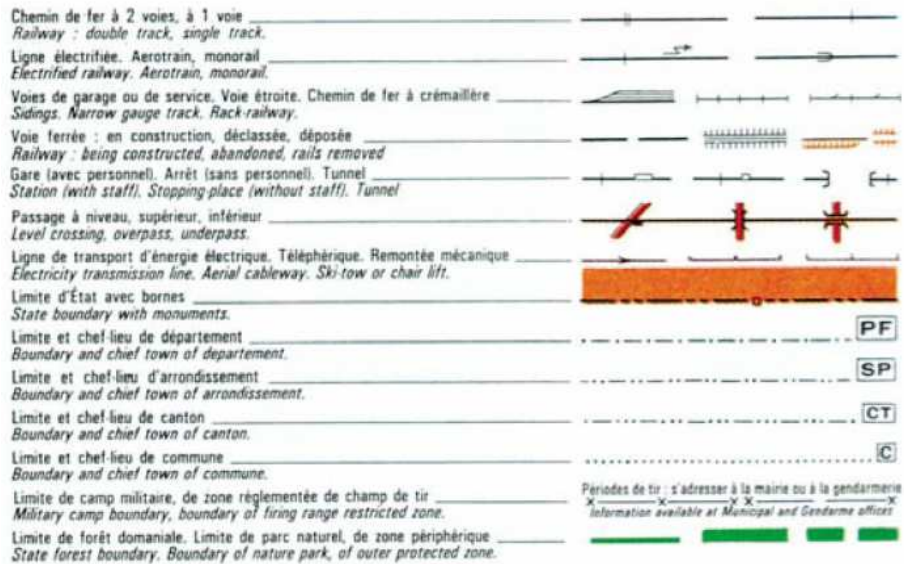 Chemin de fer à 2 voies, à 1 voie
Railway : double track, single track.
Ligne électrifiée. Aerotrain, monorail
Electrified railway. Aerotrain, monorail.
Voies de garage ou de service. Voie étroite. Chemin de fer à crémaillère
Sidings. Narrow gauge track. Rack-railway.
Voie ferrée : en construction, déclassée, déposée
Railway : being constructed, abandoned, rails removed
Gare (avec personnel). Arrêt (sans personnel). Tunnel
Station (with staff). Stopping-place (without staff). Tunnel
Passage à niveau, supérieur, inférieur
Level crossing, overpass, underpass.
Ligne de transport d'énergie électrique. Téléphérique. Remontée mécanique
Electricity transmission line. Aerial cableway. Ski-tow or chair lift.
Limite d'État avec bornes
State boundary with monuments.
Limite et chef-lieu de département
PF
Boundary and chief town of departement.
Limite et chef-lieu d'arrondissement
SP
Boundary and chief town of arrondissement.
Limite et chef-lieu de canton
CT
Boundary and chief town of canton.
Limite et chef-lieu de commune
C
Boundary and chief town of commune.
Limite de camp militaire, de zone réglementée de champ de tir
Périodes de tir : s'adresser à la mairie ou à la gendarmerie
Military camp boundary, boundary of firing range restricted zone.
Information available at Municipal and Gendarme offices
Limite de forêt domaniale. Limite de parc naturel, de zone périphérique
State forest boundary. Boundary of nature park, of outer protected zone.